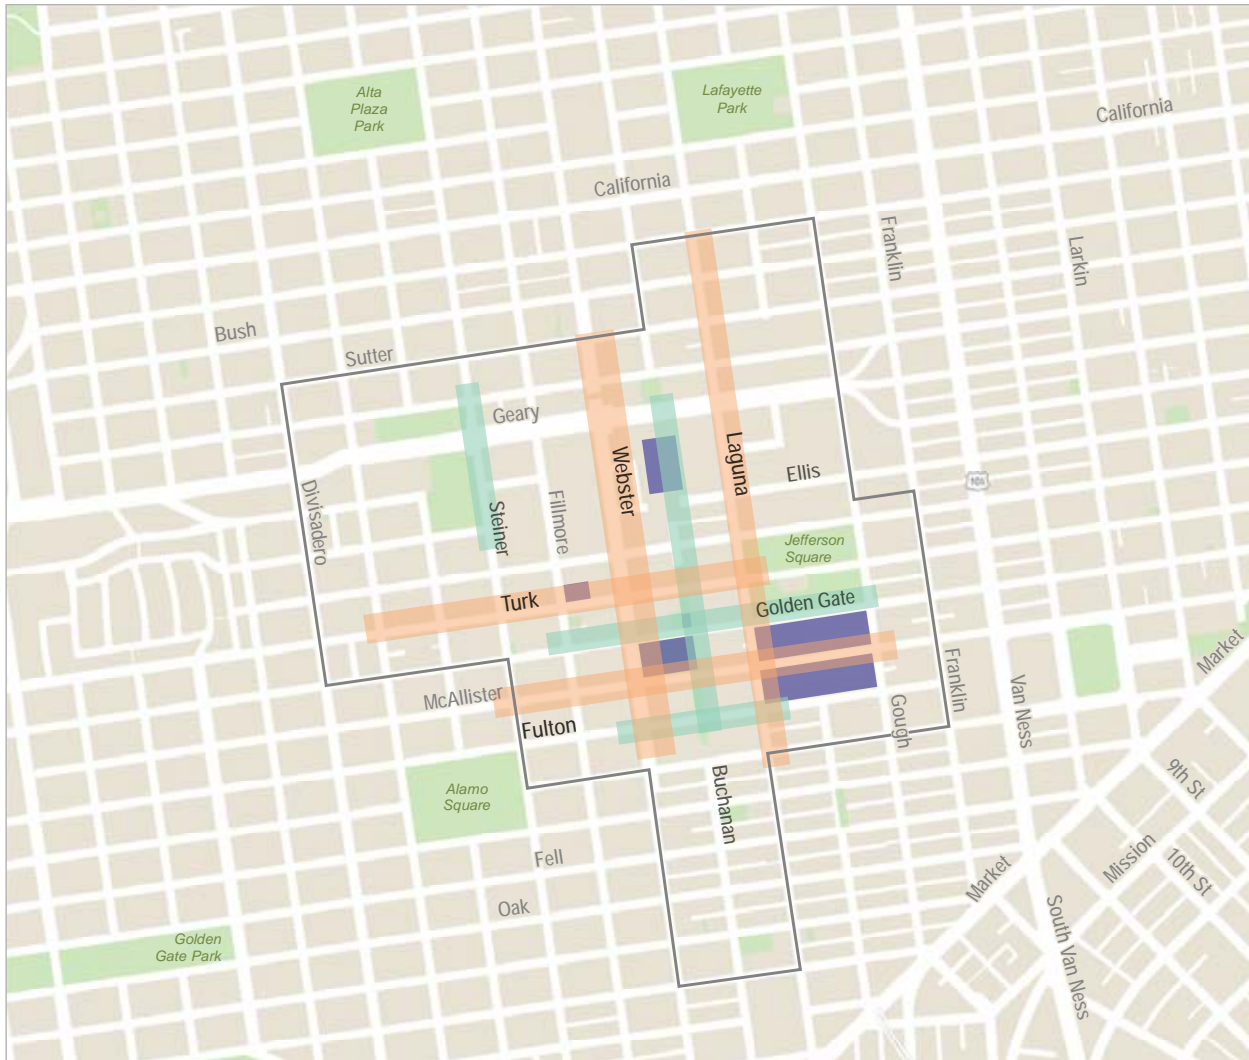 Alta
Plaza
Park
Lafayette
Park
California
California
Franklin
Larkin
Bush
Sutter
Geary
Webster
Laguna
Ellis
Divisadero
Steiner
Fillmore
101
Jefferson
Square
Turk
Golden Gate
McAllister
Fulton
Franklin
Gough
Van Ness
Market
Alamo
Square
Buchanan
9th St
Mission
10th St
Market
Fell
Oak
South Van Ness
Golden
Gate Park